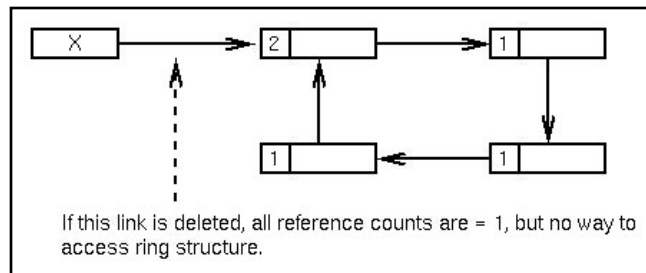 X
2
1
1
1
If this link is deleted, all reference counts are = 1, but no way to
access ring structure.